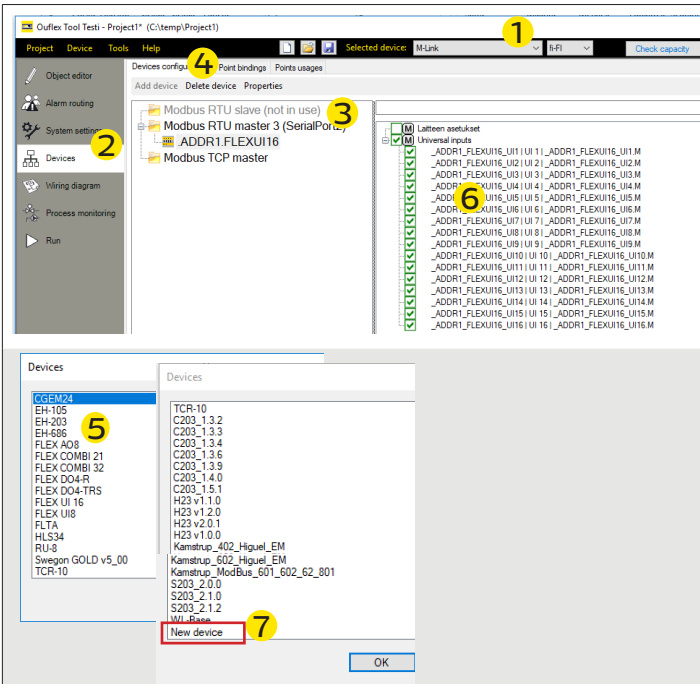 Ouflex Tool Testi - Project1* (C:\temp\Project1)
Project Device Tools Help Selected device: M-Link fi-FI Check capacity
1
Object editor
Alarm routing
System settings
Devices
Wiring diagram
Process monitoring
Run
2
Devices Point bindings Points usages
4
Add device Delete device Properties
Modbus RTU slave (not in use)
Modbus RTU master 3
_ADDR1.FLEXUI16
Modbus TCP master
3
M Laitteen asetukset
M Universal inputs
_ADDR1_FLEXUI16_UI1 | UI 1 | _ADDR1_FLEXUI16_UI1.M
_ADDR1_FLEXUI16_UI2 | UI 2 | _ADDR1_FLEXUI16_UI2.M
_ADDR1_FLEXUI16_UI3 | UI 3 | _ADDR1_FLEXUI16_UI3.M
_ADDR1_FLEXUI16_UI4 | UI 4 | _ADDR1_FLEXUI16_UI4.M
_ADDR1_FLEXUI16_UI5 | UI 5 | _ADDR1_FLEXUI16_UI5.M
_ADDR1_FLEXUI16_UI6 | UI 6 | _ADDR1_FLEXUI16_UI6.M
_ADDR1_FLEXUI16_UI7 | UI 7 | _ADDR1_FLEXUI16_UI7.M
_ADDR1_FLEXUI16_UI8 | UI 8 | _ADDR1_FLEXUI16_UI8.M
_ADDR1_FLEXUI16_UI9 | UI 9 | _ADDR1_FLEXUI16_UI9.M
_ADDR1_FLEXUI16_UI10 | UI 10 | _ADDR1_FLEXUI16_UI10.M
_ADDR1_FLEXUI16_UI11 | UI 11 | _ADDR1_FLEXUI16_UI11.M
_ADDR1_FLEXUI16_UI12 | UI 12 | _ADDR1_FLEXUI16_UI12.M
_ADDR1_FLEXUI16_UI13 | UI 13 | _ADDR1_FLEXUI16_UI13.M
_ADDR1_FLEXUI16_UI14 | UI 14 | _ADDR1_FLEXUI16_UI14.M
_ADDR1_FLEXUI16_UI15 | UI 15 | _ADDR1_FLEXUI16_UI15.M
_ADDR1_FLEXUI16_UI16 | UI 16 | _ADDR1_FLEXUI16_UI16.M
6
Devices
CGEM24
EH-105
EH-203
EH-686
FLEX AO8
FLEX COMBI 21
FLEX COMBI 32
FLEX DO4-R
FLEX DO4-TRS
FLEX UI 16
FLEX UI8
FLTA
HLS34
RU-8
Swegon GOLD v5_00
TCR-10
5
Devices
TCR-10
C203_1.3.2
C203_1.3.3
C203_1.3.4
C203_1.3.6
C203_1.3.9
C203_1.4.0
C203_1.5.1
H23 v1.1.0
H23 v1.2.0
H23 v2.0.1
H23 v1.0.0
Kamstrup_402_Higuel_EM
Kamstrup_602_Higuel_EM
Kamstrup_ModBus_601_602_62_801
S203_2.0.0
S203_2.1.0
S203_2.1.2
WL-Base
New device
7
OK